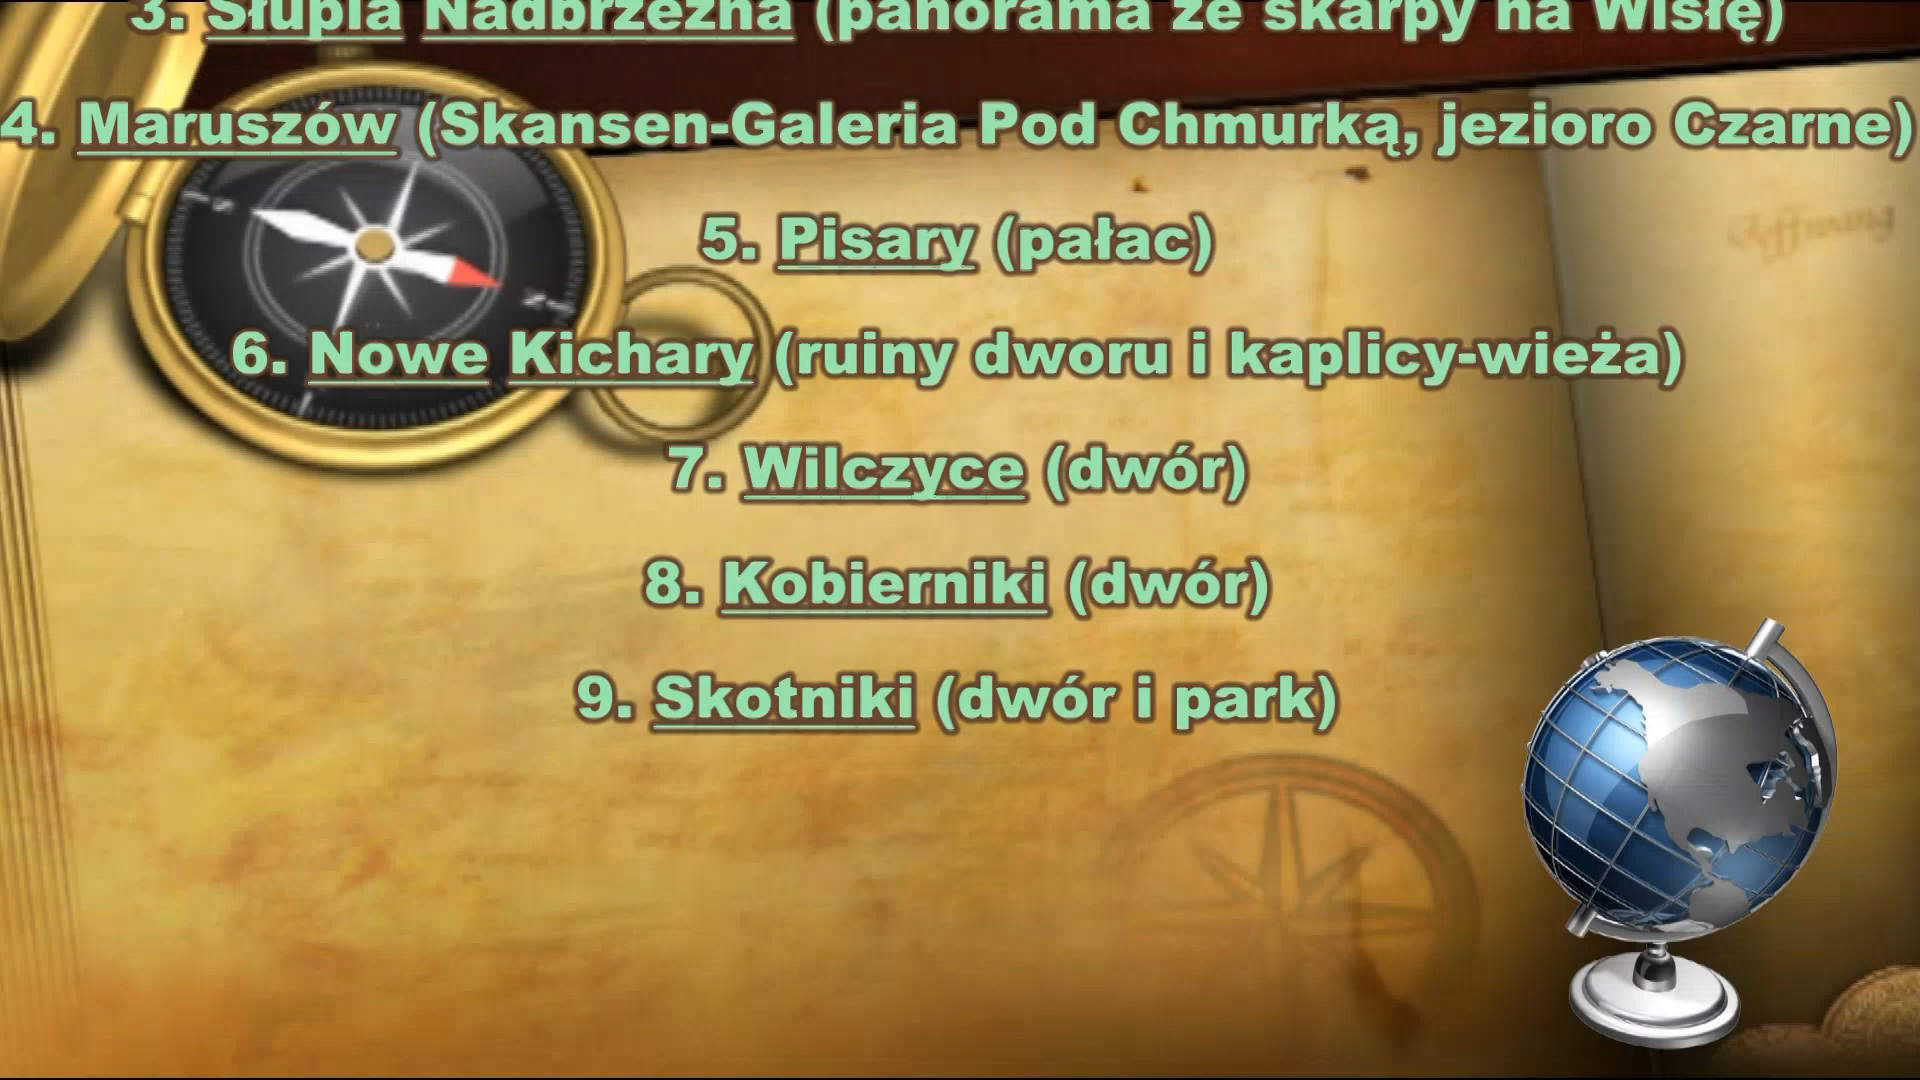 3. Słupia Nadbrzeżna (panorama ze skarpy na Wisłę)
4. Maruszów (Skansen-Galeria Pod Chmurką, jezioro Czarne)
5. Pisary (pałac)
6. Nowe Kichary (ruiny dworu i kaplicy-wieża)
7. Wilczyce (dwór)
8. Kobierniki (dwór)
9. Skotniki (dwór i park)